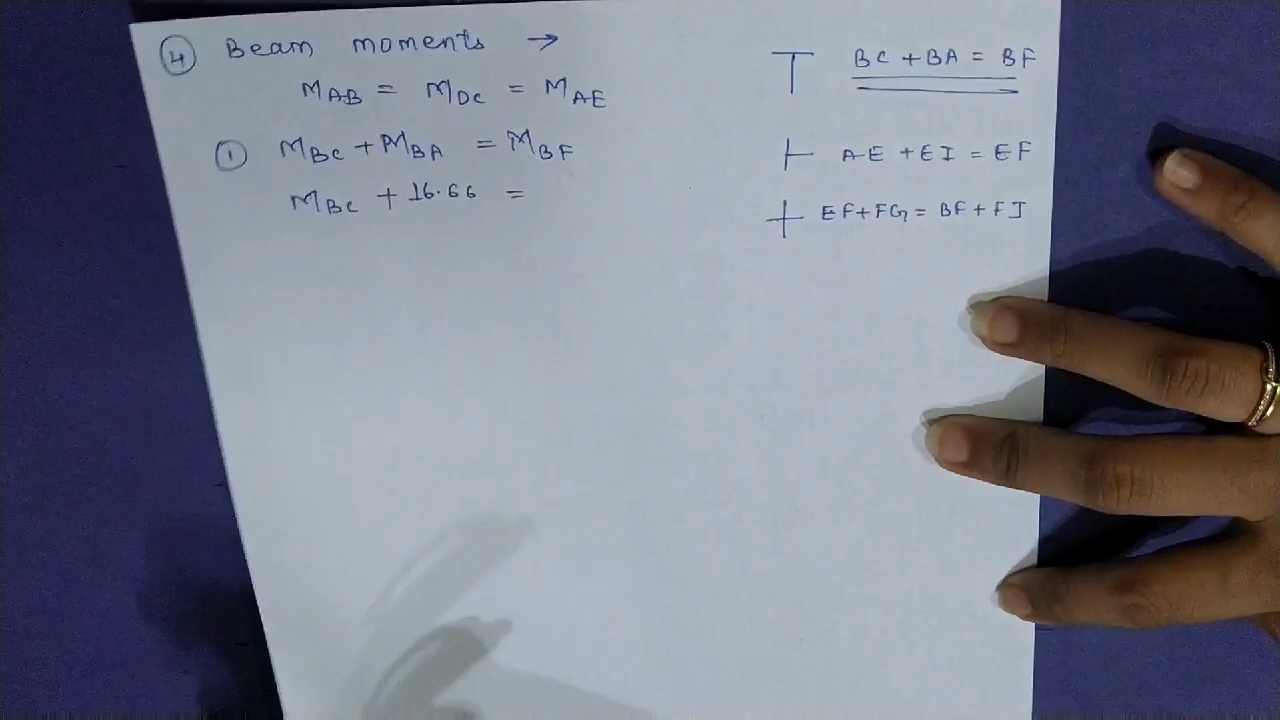 ④ Beam moments →
MAB = MDC = MAE
① MBC + MBA = MBF
MBC + 16.66 =
BC + BA = BF
AE + EI = EF
EF + FG = BF + FJ